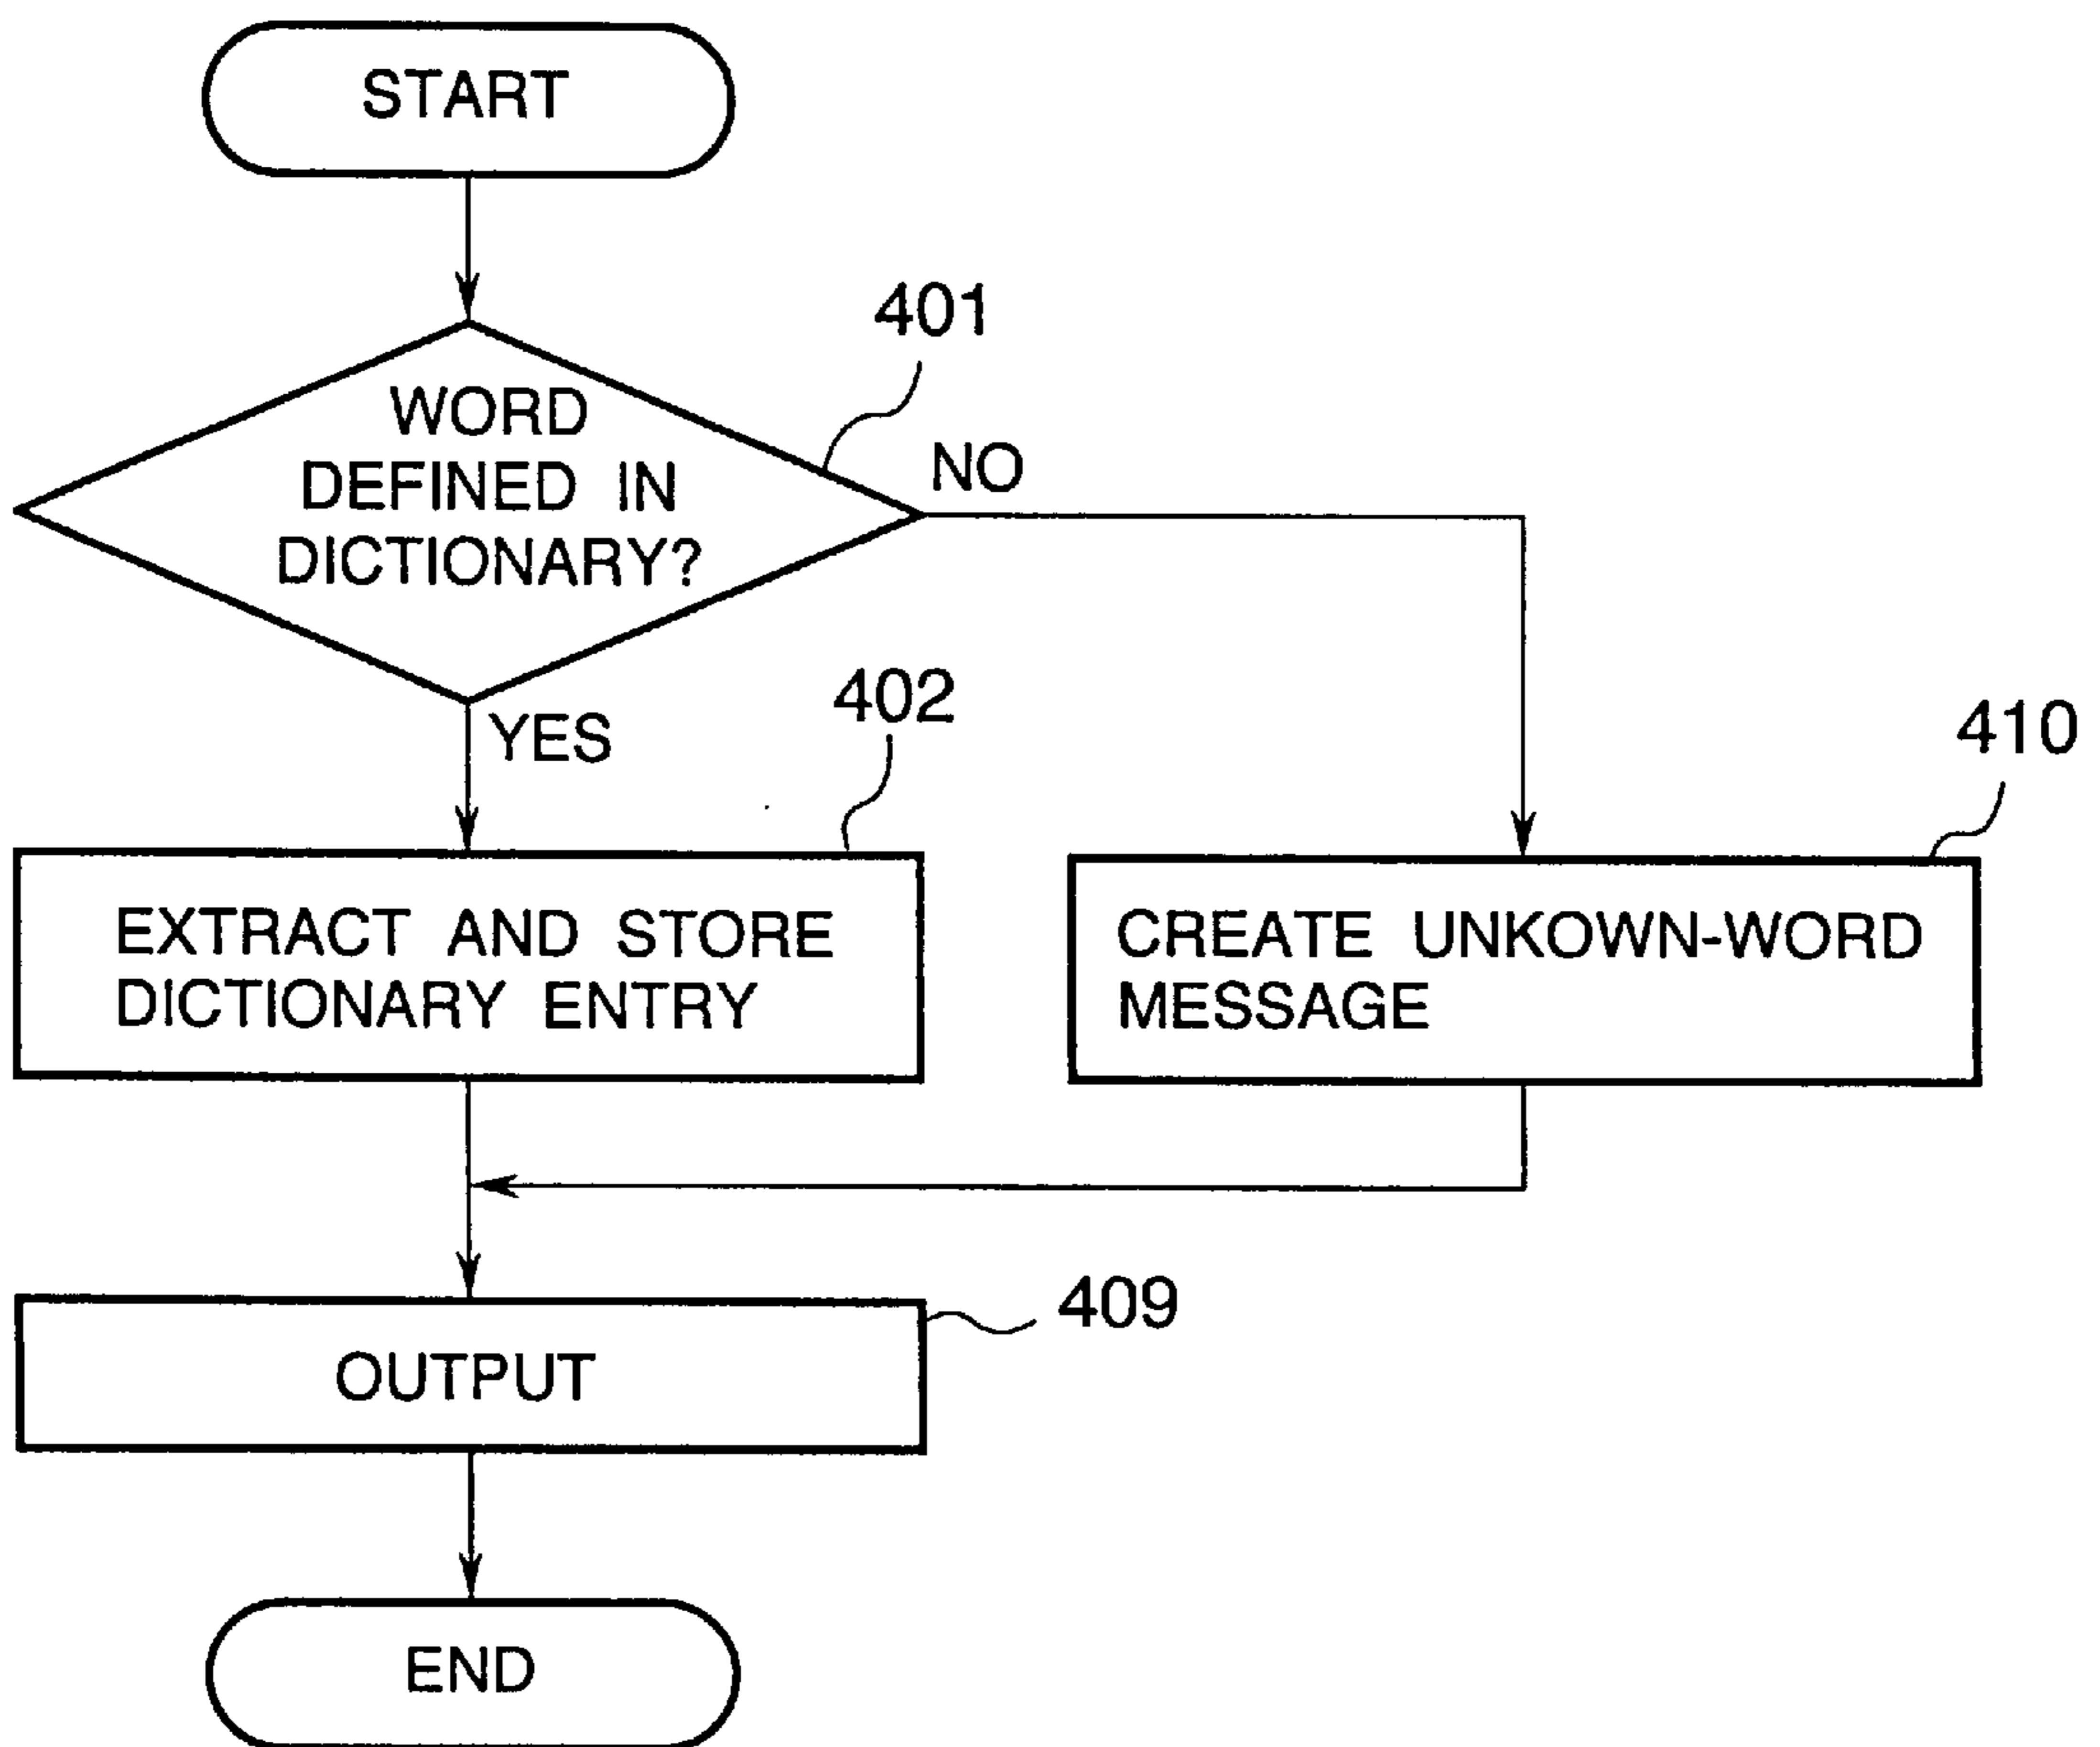 START
401
WORD
DEFINED IN
DICTIONARY?
NO
YES
402
410
EXTRACT AND STORE
DICTIONARY ENTRY
CREATE UNKOWN-WORD
MESSAGE
409
OUTPUT
END